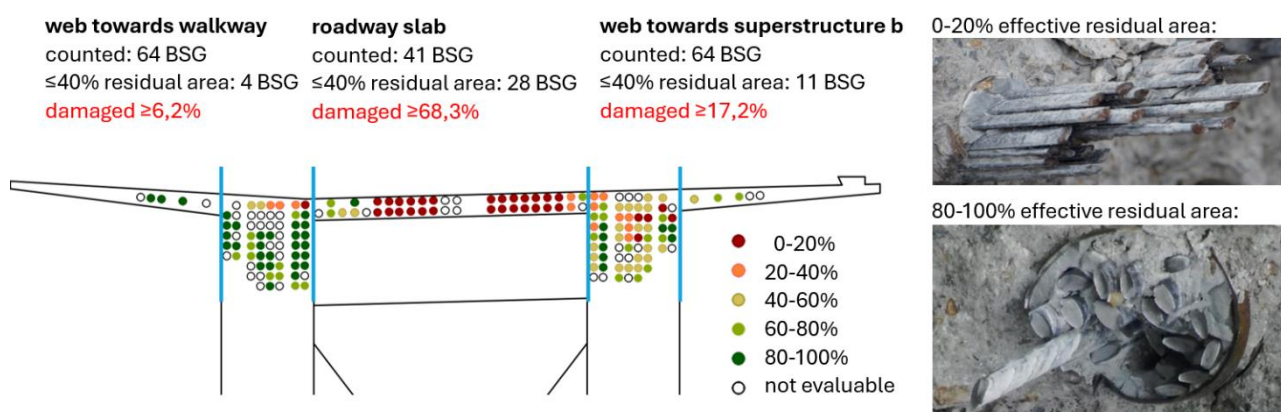 web towards walkway
counted: 64 BSG
≤40% residual area: 4 BSG
damaged ≥6,2%
roadway slab
counted: 41 BSG
≤40% residual area: 28 BSG
damaged ≥68,3%
web towards superstructure b
counted: 64 BSG
≤40% residual area: 11 BSG
damaged ≥17,2%
0-20% effective residual area:
80-100% effective residual area:
0-20%
20-40%
40-60%
60-80%
80-100%
not evaluable